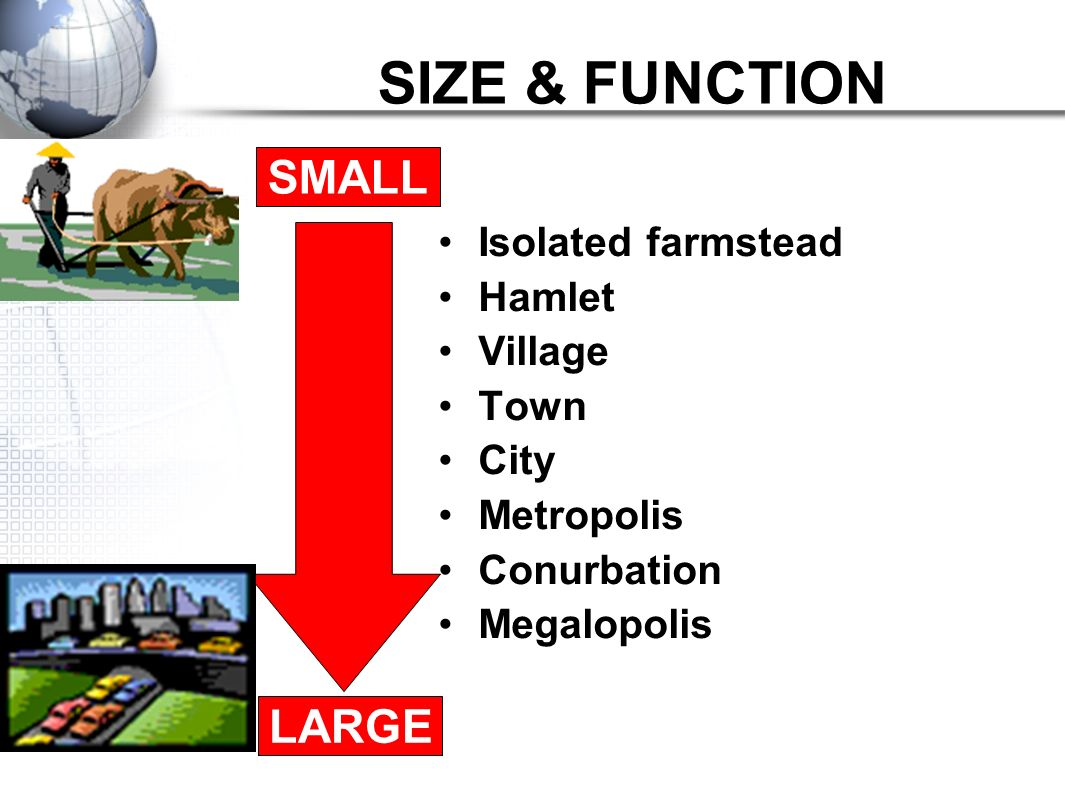 SIZE & FUNCTION
SMALL
• Isolated farmstead
• Hamlet
• Village
• Town
• City
• Metropolis
• Conurbation
• Megalopolis
LARGE